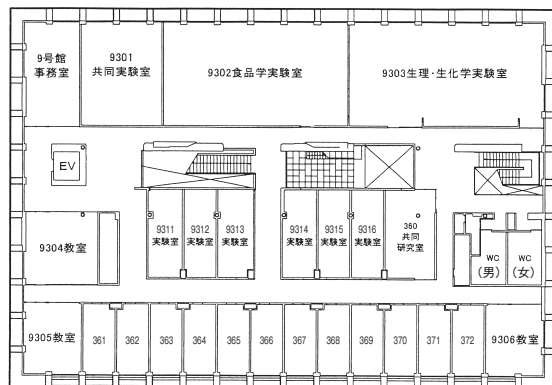 9号館
事務室
9301
共同実験室
9302食品学実験室
9303生理･生化学実験室
EV
9304教室
9311
実験室
9312
実験室
9313
実験室
9314
実験室
9315
実験室
9316
実験室
360
共同
研究室
WC
(男)
WC
(女)
9305教室
361
362
363
364
365
366
367
368
369
370
371
372
9306教室